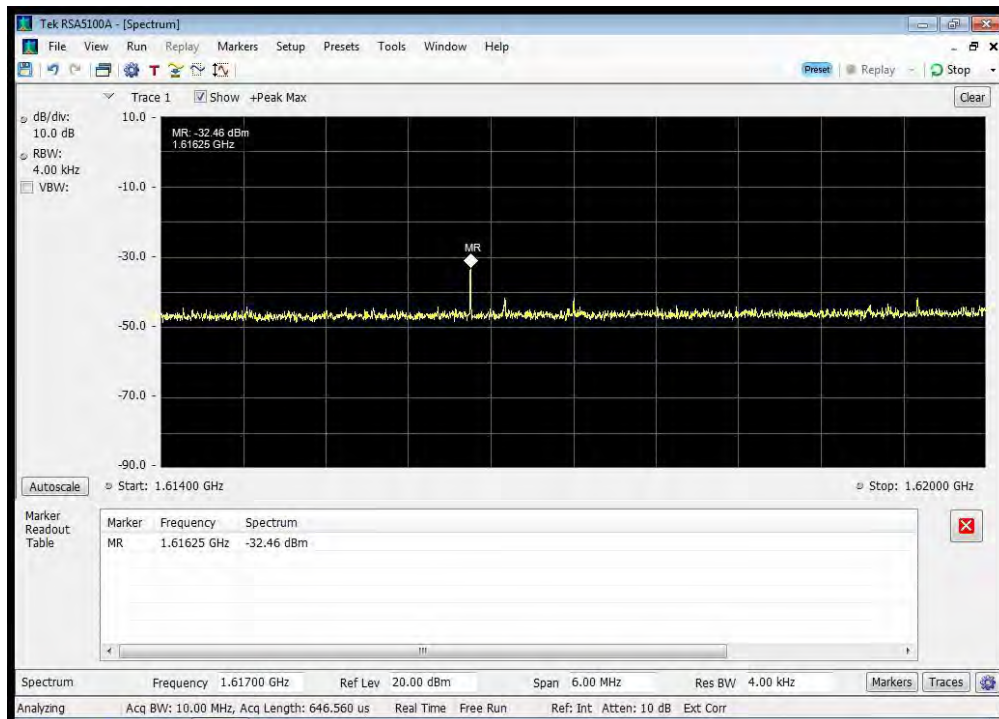 Tek RSA5100A - [Spectrum]
File View Run Replay Markers Setup Presets Tools Window Help
T Preset Replay Stop
Trace 1 Show +Peak Max Clear
dB/div:
10.0 dB
RBW:
4.00 kHz
VBW:
10.0
MR: -32.46 dBm
1.61625 GHz
-10.0
-30.0
MR
-50.0
-70.0
-90.0
Autoscale Start: 1.61400 GHz Stop: 1.62000 GHz
Marker
Readout
Table
Marker Frequency Spectrum
MR 1.61625 GHz -32.46 dBm
Spectrum Frequency 1.61700 GHz Ref Lev 20.00 dBm Span 6.00 MHz Res BW 4.00 kHz Markers Traces
Analyzing Acq BW: 10.00 MHz, Acq Length: 646.560 us Real Time Free Run Ref: Int Atten: 10 dB Ext Corr